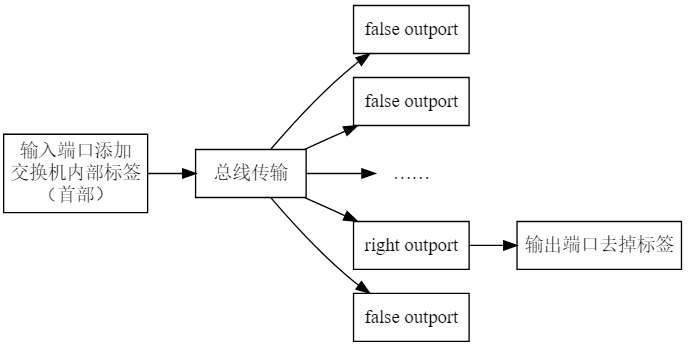 输入端口添加
交换机内部标签
（首部）
总线传输
false outport
false outport
……
right outport
false outport
输出端口去掉标签